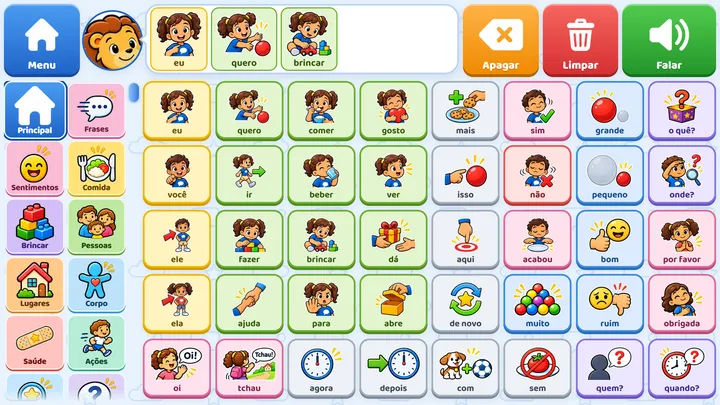 Menu
eu
quero
brincar
Apagar
Limpar
Falar
Principal
Frases
Sentimentos
Comida
Brincar
Pessoas
Lugares
Corpo
Saúde
Ações
eu
quero
comer
gosto
mais
sim
grande
o quê?
você
ir
beber
ver
isso
não
pequeno
onde?
ele
fazer
brincar
dá
aqui
acabou
bom
por favor
ela
ajuda
para
abre
de novo
muito
ruim
obrigada
Oi!
oi
Tchau!
tchau
agora
depois
com
sem
quem?
quando?